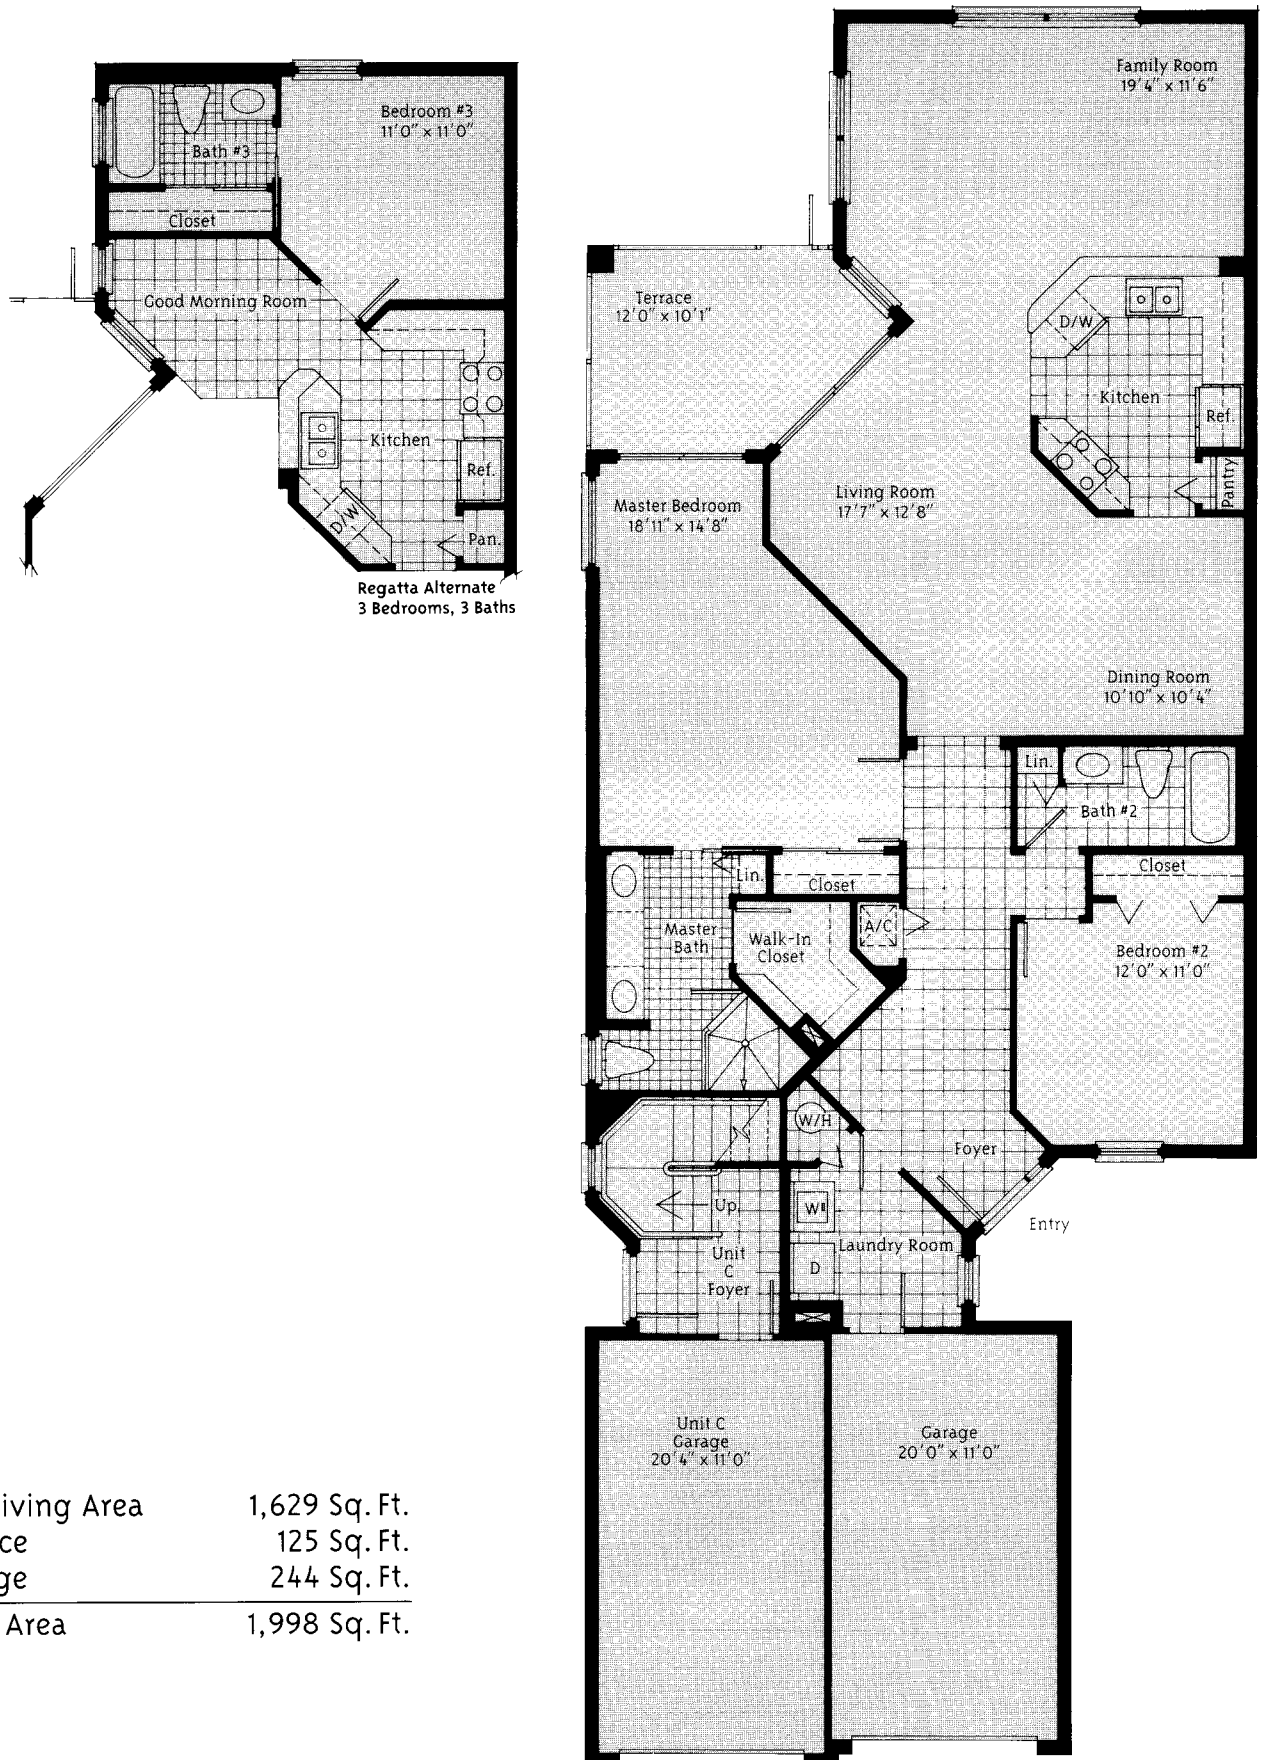 Family Room
19'4" x 11'6"
Bedroom #3
11'0" x 11'0"
Bath #3
Closet
Good Morning Room
Kitchen
Ref.
D/W
Pan.
Regatta Alternate
3 Bedrooms, 3 Baths
Terrace
12'0" x 10'1"
D/W
Kitchen
Ref.
Pantry
Living Room
17'7" x 12'8"
Master Bedroom
18'11" x 14'8"
Dining Room
10'10" x 10'4"
Lin.
Bath #2
Closet
Lin.
Closet
A/C
Master
Bath
Walk-In
Closet
Bedroom #2
12'0" x 11'0"
W/H
Foyer
Entry
Up
W
Laundry Room
D
Unit
C
Foyer
Unit C
Garage
20'4" x 11'0"
Garage
20'0" x 11'0"
iving Area 1,629 Sq. Ft.
ce 125 Sq. Ft.
ge 244 Sq. Ft.
Area 1,998 Sq. Ft.